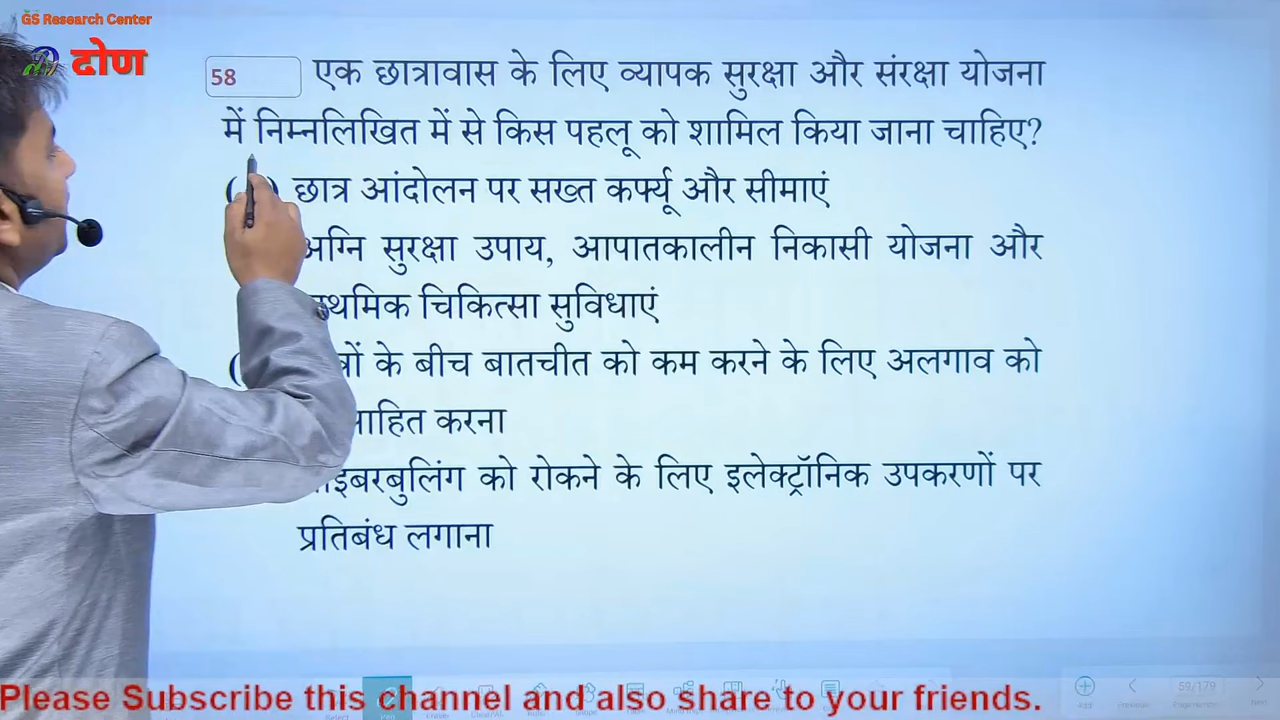 GS Research Center
ढोण
58 एक छात्रावास के लिए व्यापक सुरक्षा और संरक्षा योजना
में निम्नलिखित में से किस पहलू को शामिल किया जाना चाहिए?
छात्र आंदोलन पर सख्त कर्फ्यू और सीमाएं
अग्नि सुरक्षा उपाय, आपातकालीन निकासी योजना और
चिकित्सा सुविधाएं
के बीच बातचीत को कम करने के लिए अलगाव को
करना
को रोकने के लिए इलेक्ट्रॉनिक उपकरणों पर
प्रतिबंध लगाना
59/179
Please Subscribe this channel and also share to your friends.